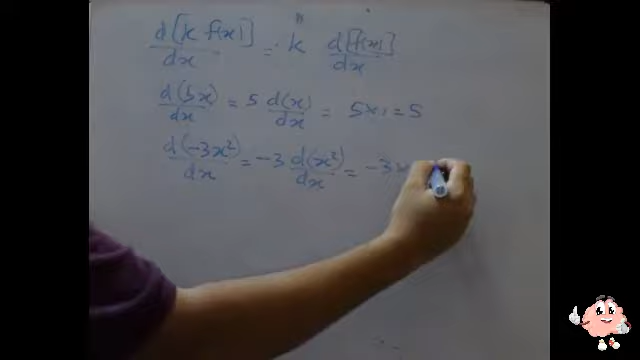 d[k f(x)]/dx = k d[f(x)]/dx
d(5x)/dx = 5 d(x)/dx = 5×1 = 5
d(-3x²)/dx = -3 d(x²)/dx = -3×